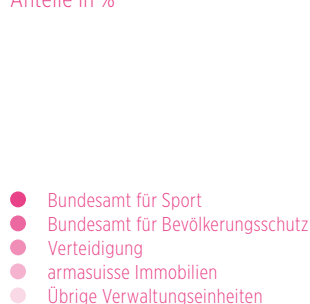 Anteile in %
Bundesamt für Sport
Bundesamt für Bevölkerungsschutz
Verteidigung
armasuisse Immobilien
Übrige Verwaltungseinheiten